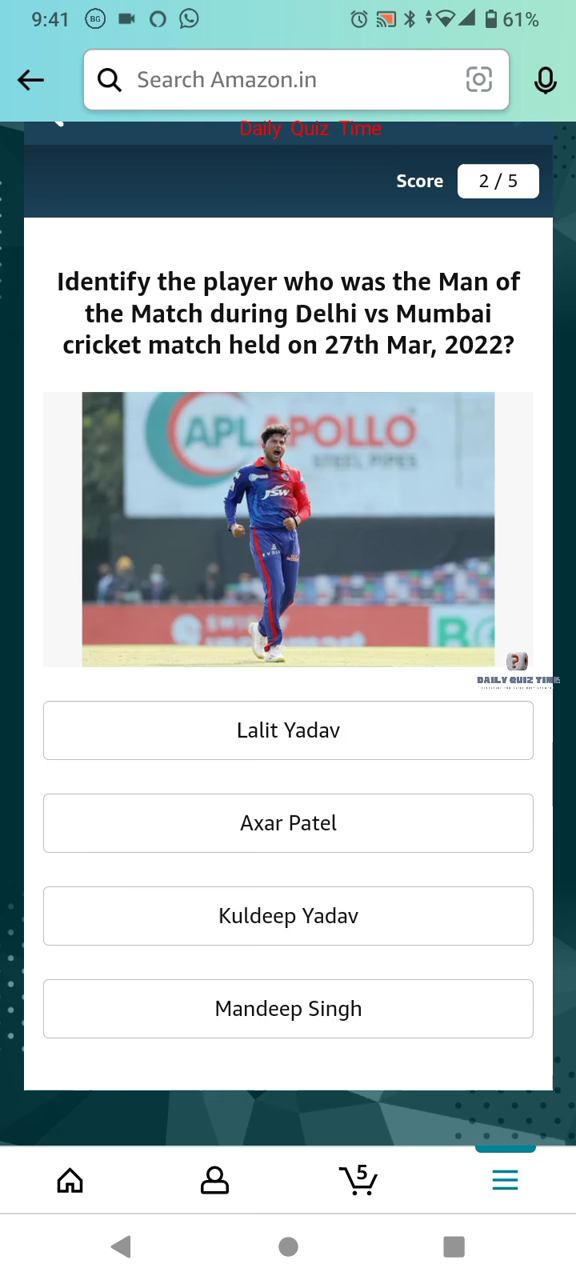 9:41 BG 61%
Search Amazon.in
Daily Quiz Time
Score 2 / 5
Identify the player who was the Man of
the Match during Delhi vs Mumbai
cricket match held on 27th Mar, 2022?
APL APOLLO
STEEL PIPES
JSW
DAILY QUIZ TIME
Lalit Yadav
Axar Patel
Kuldeep Yadav
Mandeep Singh
5